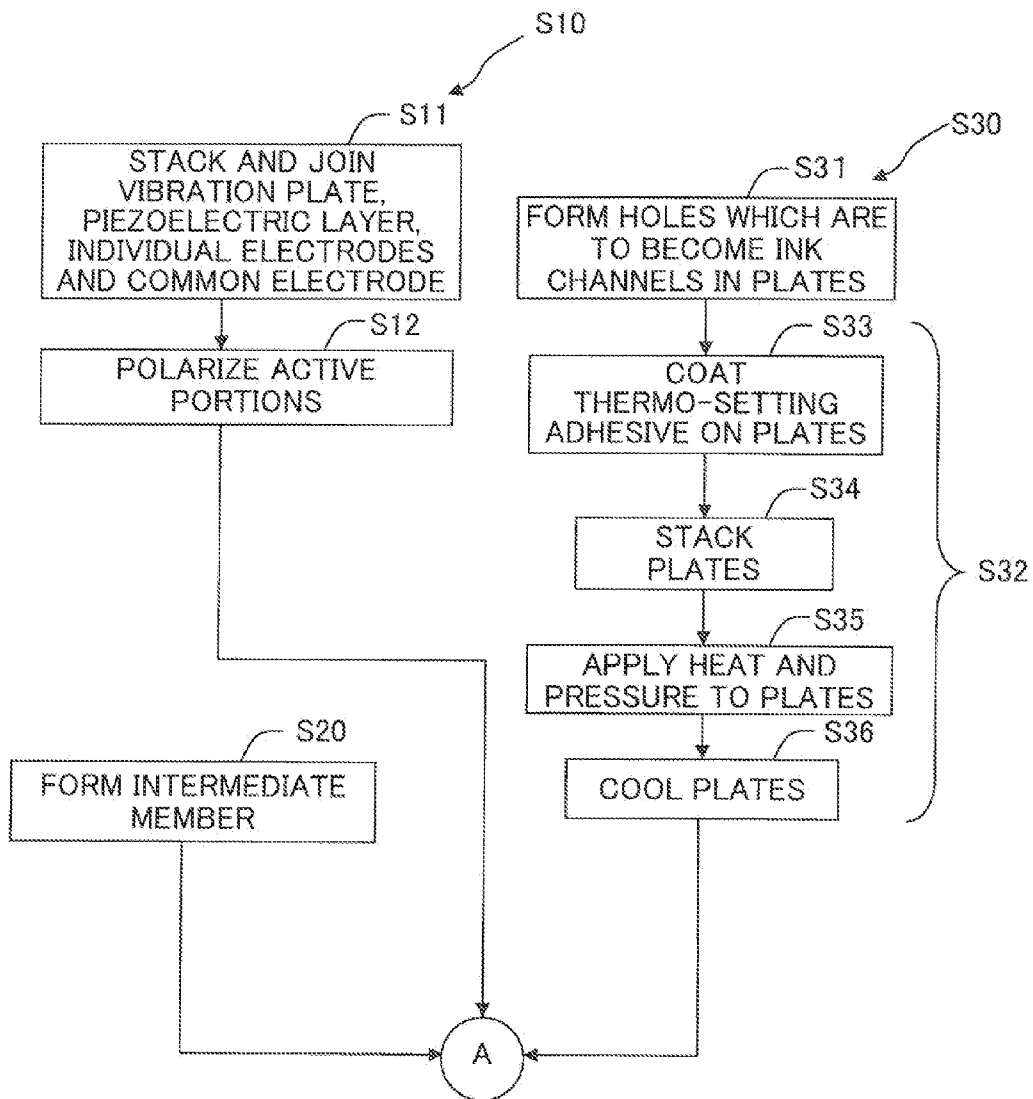 S10
S11
STACK AND JOIN
VIBRATION PLATE,
PIEZOELECTRIC LAYER,
INDIVIDUAL ELECTRODES
AND COMMON ELECTRODE
S12
POLARIZE ACTIVE
PORTIONS
S20
FORM INTERMEDIATE
MEMBER
S30
S31
FORM HOLES WHICH ARE
TO BECOME INK
CHANNELS IN PLATES
S33
COAT
THERMO-SETTING
ADHESIVE ON PLATES
S34
STACK
PLATES
S32
S35
APPLY HEAT AND
PRESSURE TO PLATES
S36
COOL PLATES
A